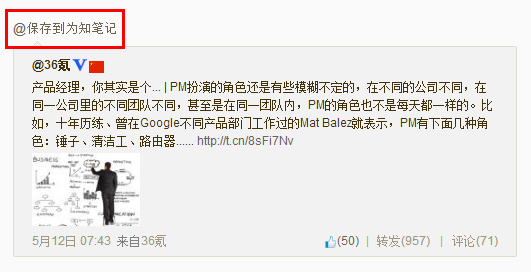 @保存到为知笔记
@36氪
产品经理，你其实是个... | PM扮演的角色还是有些模糊不定的，在不同的公司不同，在
同一公司里的不同团队不同，甚至是在同一团队内，PM的角色也不是每天都一样的。比
如，十年历练、曾在Google不同产品部门工作过的Mat Balez就表示，PM有下面几种角
色：锤子、清洁工、路由器...... http://t.cn/8sFi7Nv
BUSINESS
MARKETING
5月12日 07:43 来自36氪 (50) | 转发(957) | 评论(71)